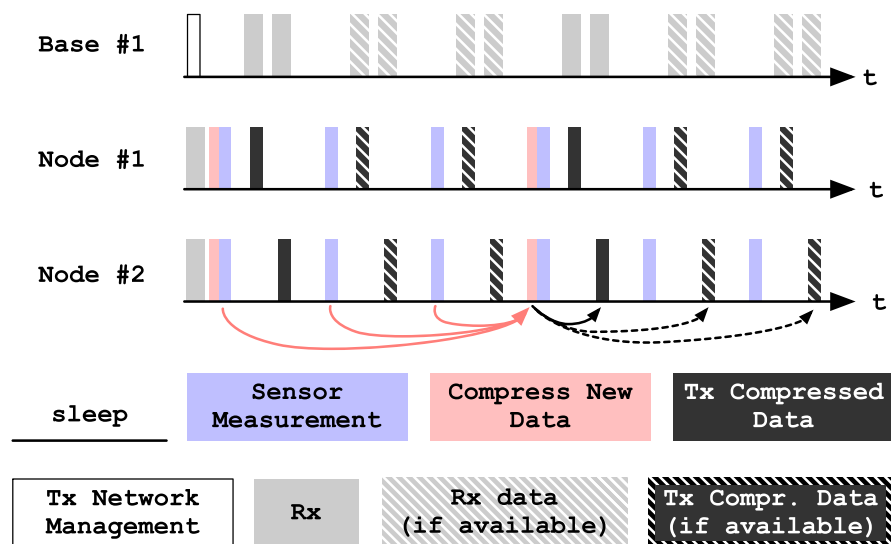 Base #1
t
Node #1
t
Node #2
t
sleep
Sensor
Measurement
Compress New
Data
Tx Compressed
Data
Tx Network
Management
Rx
Rx data
(if available)
Tx Compr. Data
(if available)